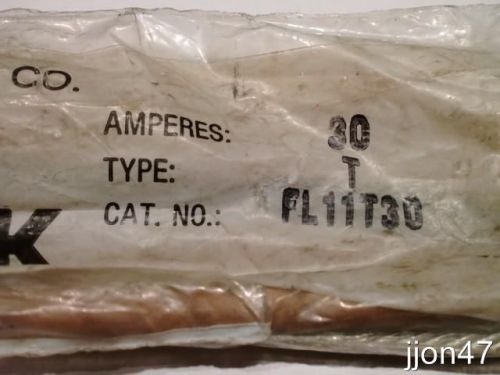 CO.
AMPERES: 30
TYPE: T
CAT. NO.: FL11T30
K
jjon47